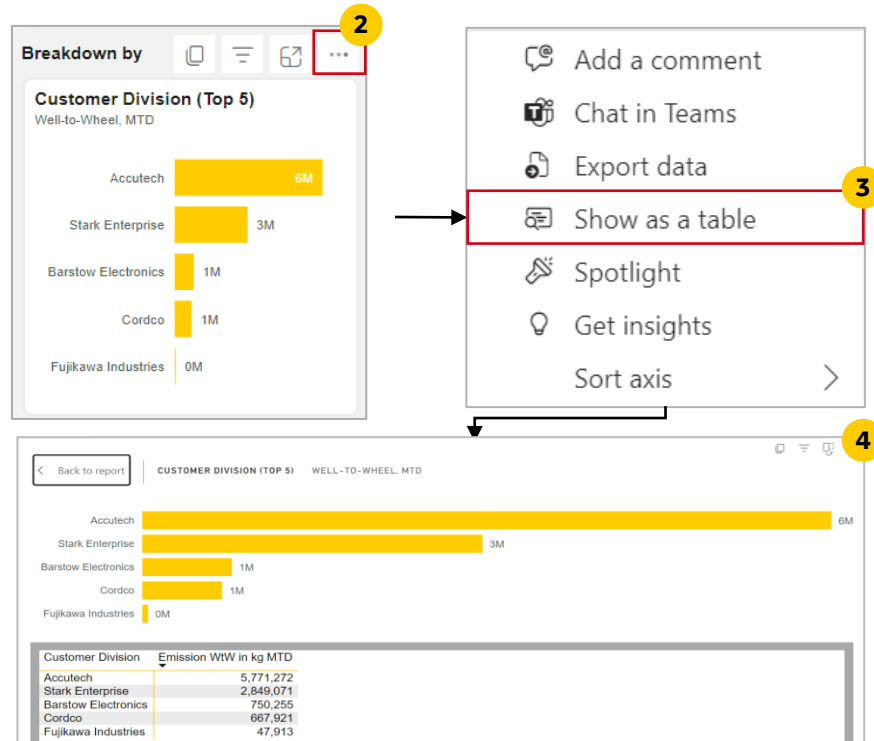 2
Breakdown by
Customer Division (Top 5)
Well-to-Wheel, MTD
Accutech 6M
Stark Enterprise 3M
Barstow Electronics 1M
Cordco 1M
Fujikawa Industries 0M
Add a comment
Chat in Teams
Export data
3
Show as a table
Spotlight
Get insights
Sort axis
4
Back to report CUSTOMER DIVISION (TOP 5) WELL-TO-WHEEL, MTD
Accutech 6M
Stark Enterprise 3M
Barstow Electronics 1M
Cordco 1M
Fujikawa Industries 0M
Customer Division Emission WtW in kg MTD
Accutech 5,771,272
Stark Enterprise 2,849,071
Barstow Electronics 750,255
Cordco 667,921
Fujikawa Industries 47,913